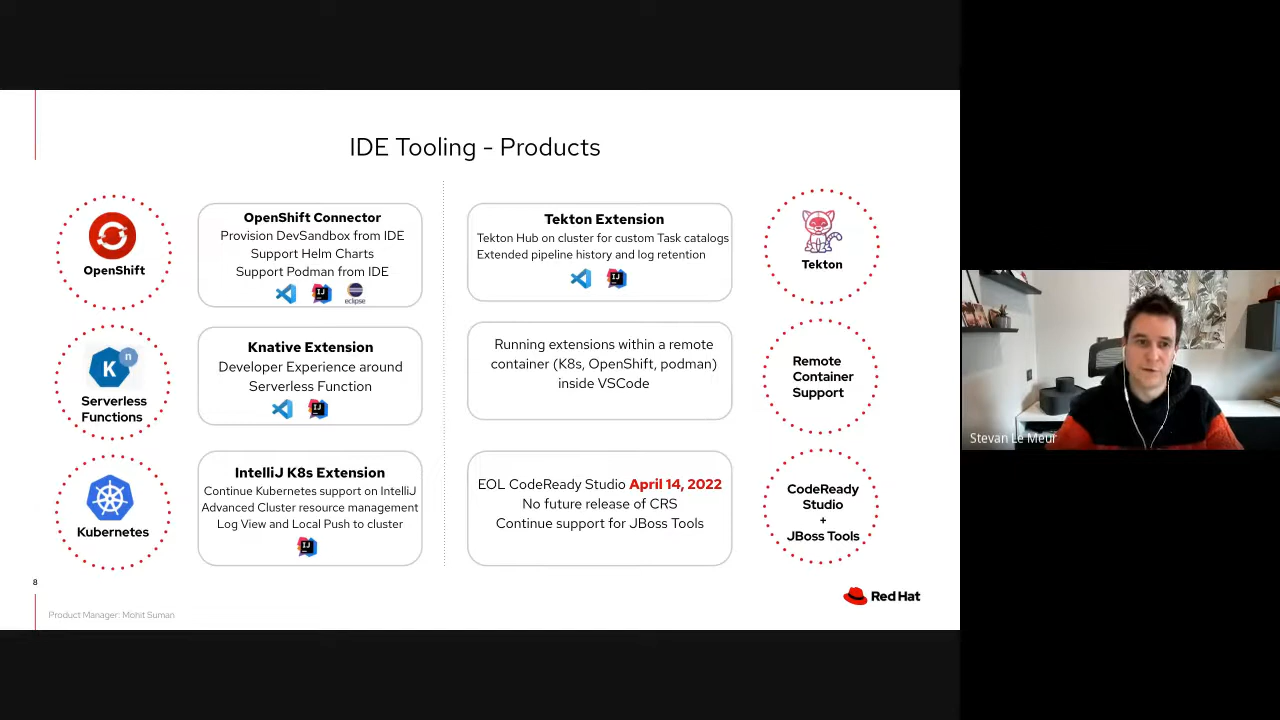 IDE Tooling - Products
OpenShift
OpenShift Connector
Provision DevSandbox from IDE
Support Helm Charts
Support Podman from IDE
IJ
eclipse
Tekton Extension
Tekton Hub on cluster for custom Task catalogs
Extended pipeline history and log retention
IJ
Tekton
K
n
Serverless
Functions
Knative Extension
Developer Experience around
Serverless Function
IJ
Running extensions within a remote
container (K8s, OpenShift, podman)
inside VSCode
Remote
Container
Support
Kubernetes
IntelliJ K8s Extension
Continue Kubernetes support on IntelliJ
Advanced Cluster resource management
Log View and Local Push to cluster
IJ
EOL CodeReady Studio April 14, 2022
No future release of CRS
Continue support for JBoss Tools
CodeReady
Studio
+
JBoss Tools
8
Product Manager: Mohit Suman
Red Hat
Stevan Le Meur